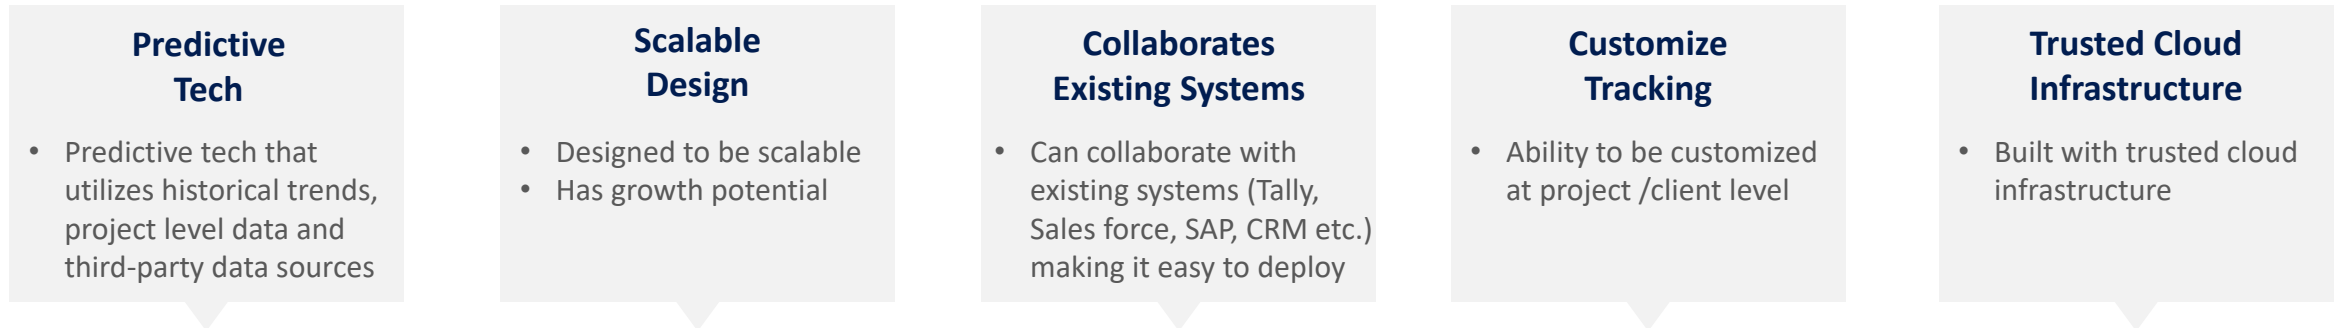 Predictive
Tech
• Predictive tech that
utilizes historical trends,
project level data and
third-party data sources
Scalable
Design
• Designed to be scalable
• Has growth potential
Collaborates
Existing Systems
• Can collaborate with
existing systems (Tally,
Sales force, SAP, CRM etc.)
making it easy to deploy
Customize
Tracking
• Ability to be customized
at project /client level
Trusted Cloud
Infrastructure
• Built with trusted cloud
infrastructure